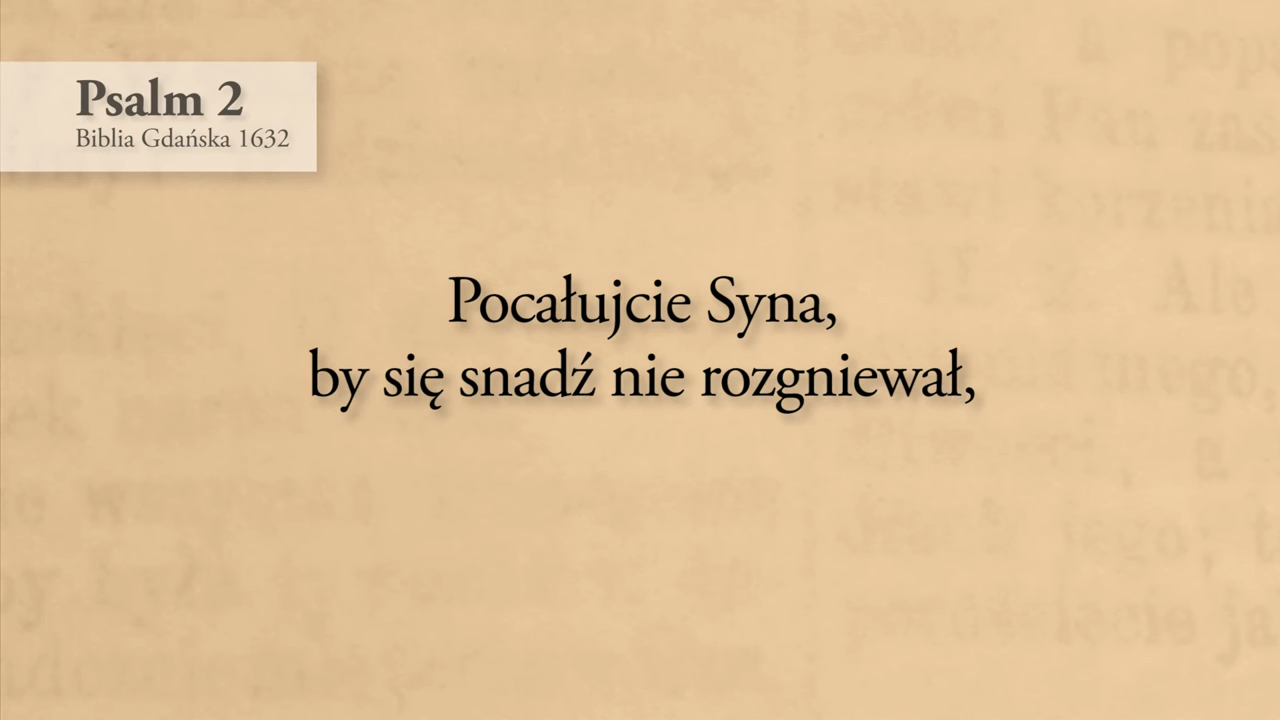 Psalm 2
Biblia Gdańska 1632
Pocałujcie Syna,
by się snadź nie rozgniewał,